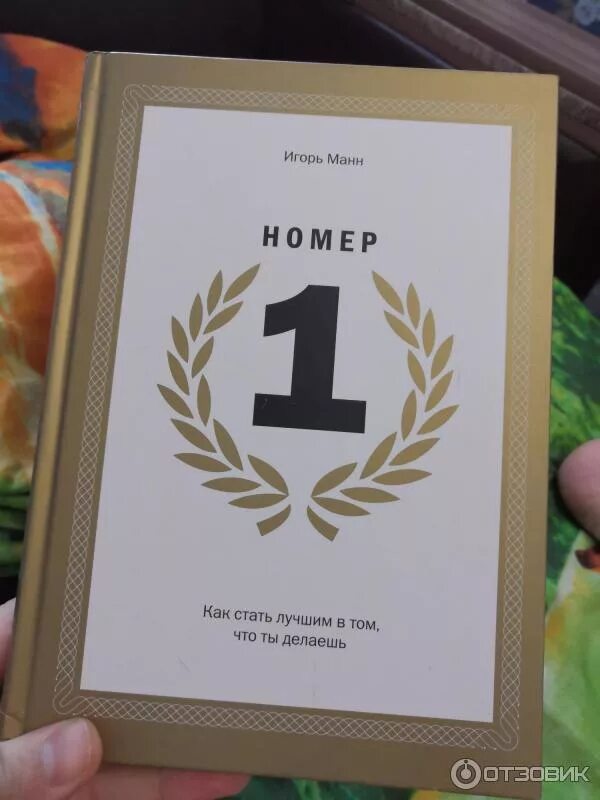 Игорь Манн
НОМЕР
1
Как стать лучшим в том,
что ты делаешь
ОТЗОВИК